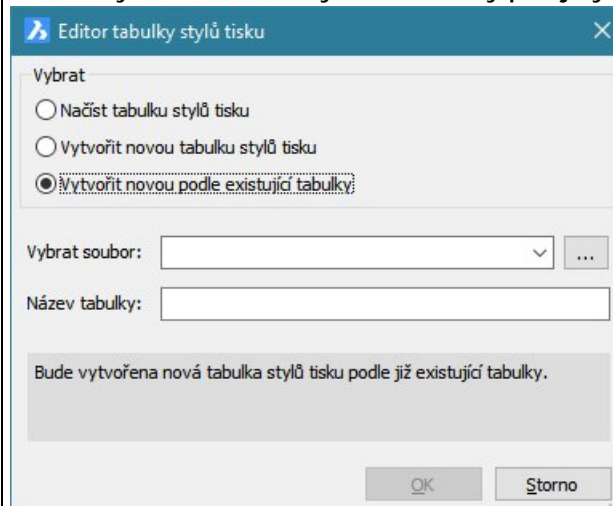 Editor tabulky stylů tisku
Vybrat
Načíst tabulku stylů tisku
Vytvořit novou tabulku stylů tisku
Vytvořit novou podle existující tabulky
Vybrat soubor:
...
Název tabulky:
Bude vytvořena nová tabulka stylů tisku podle již existující tabulky.
OK
Storno